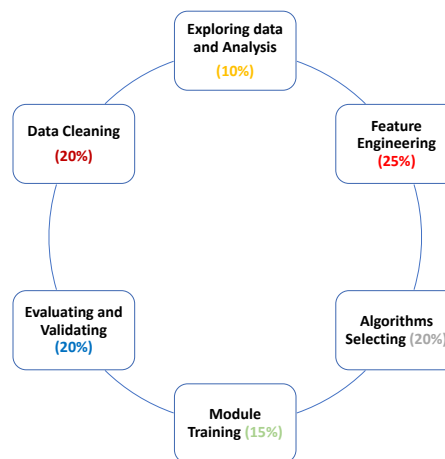 Exploring data
and Analysis
(10%)
Feature
Engineering
(25%)
Algorithms
Selecting (20%)
Module
Training (15%)
Evaluating and
Validating
(20%)
Data Cleaning
(20%)